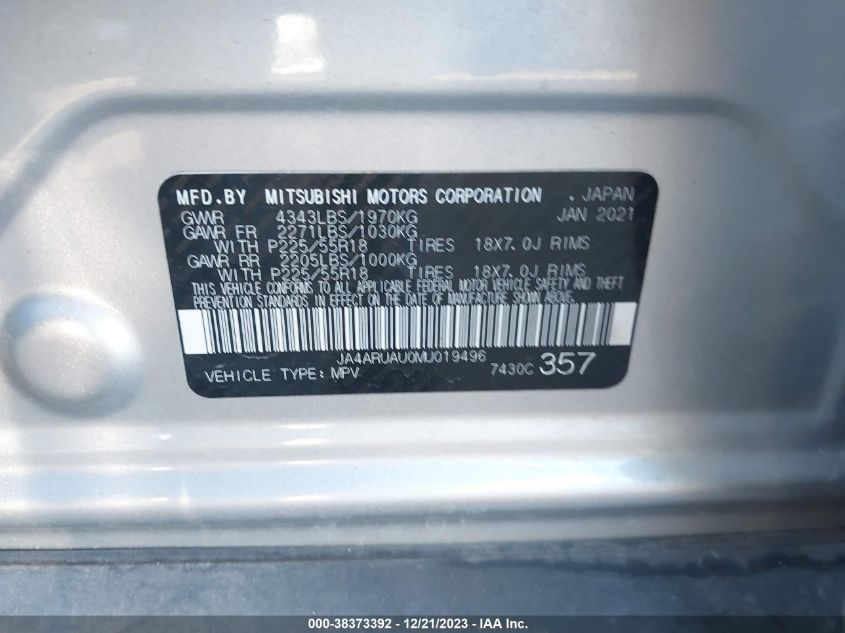 MFD.BY MITSUBISHI MOTORS CORPORATION . JAPAN
GVWR 4343LBS/1970KG JAN 2021
GAWR FR 2271LBS/1030KG
WITH P225/55R18 TIRES 18X7.0J RIMS
GAWR RR 2205LBS/1000KG
WITH P225/55R18 TIRES 18X7.0J RIMS
THIS VEHICLE CONFORMS TO ALL APPLICABLE FEDERAL MOTOR VEHICLE SAFETY AND THEFT
PREVENTION STANDARDS IN EFFECT ON THE DATE OF MANUFACTURE SHOWN ABOVE.
JA4ARUAU0MU019496
VEHICLE TYPE: MPV 7430C 357
000-38373392 - 12/21/2023 - IAA Inc.